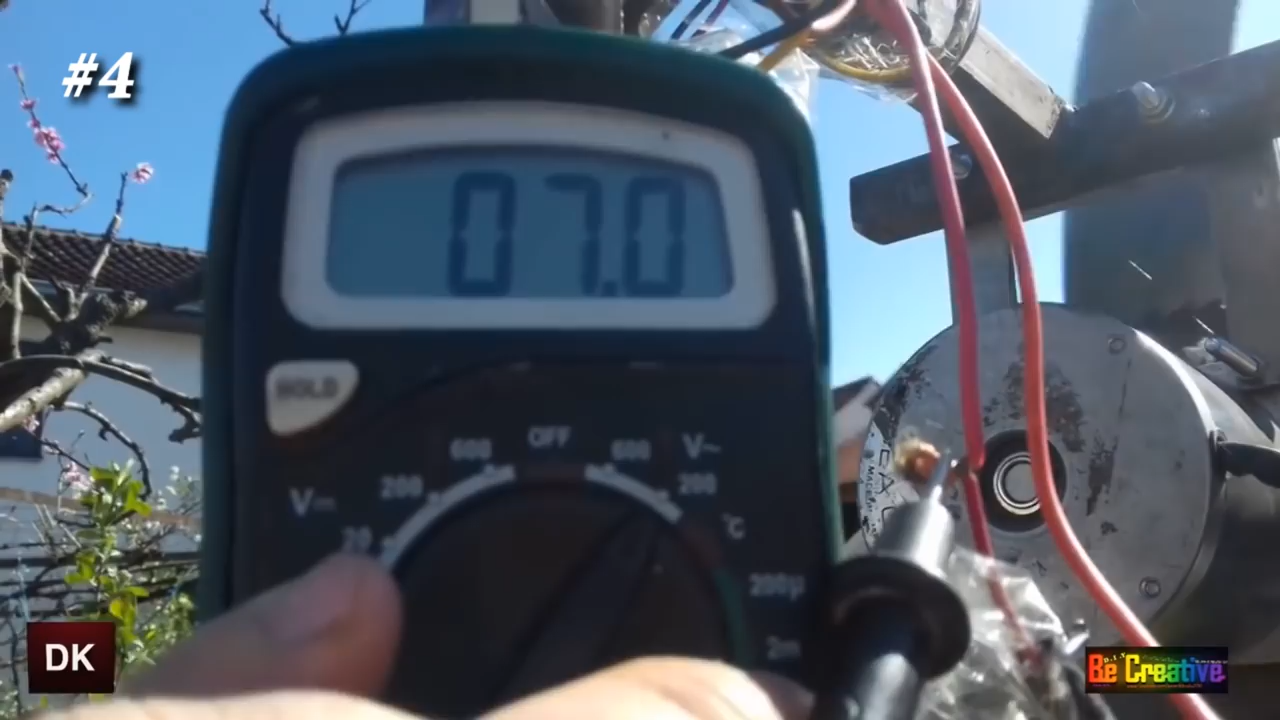 #4
07.0
HOLD
OFF
600
600
V~
200
200
V⎓
20
°C
200µ
2m
DK
D.I.Y
Be Creative